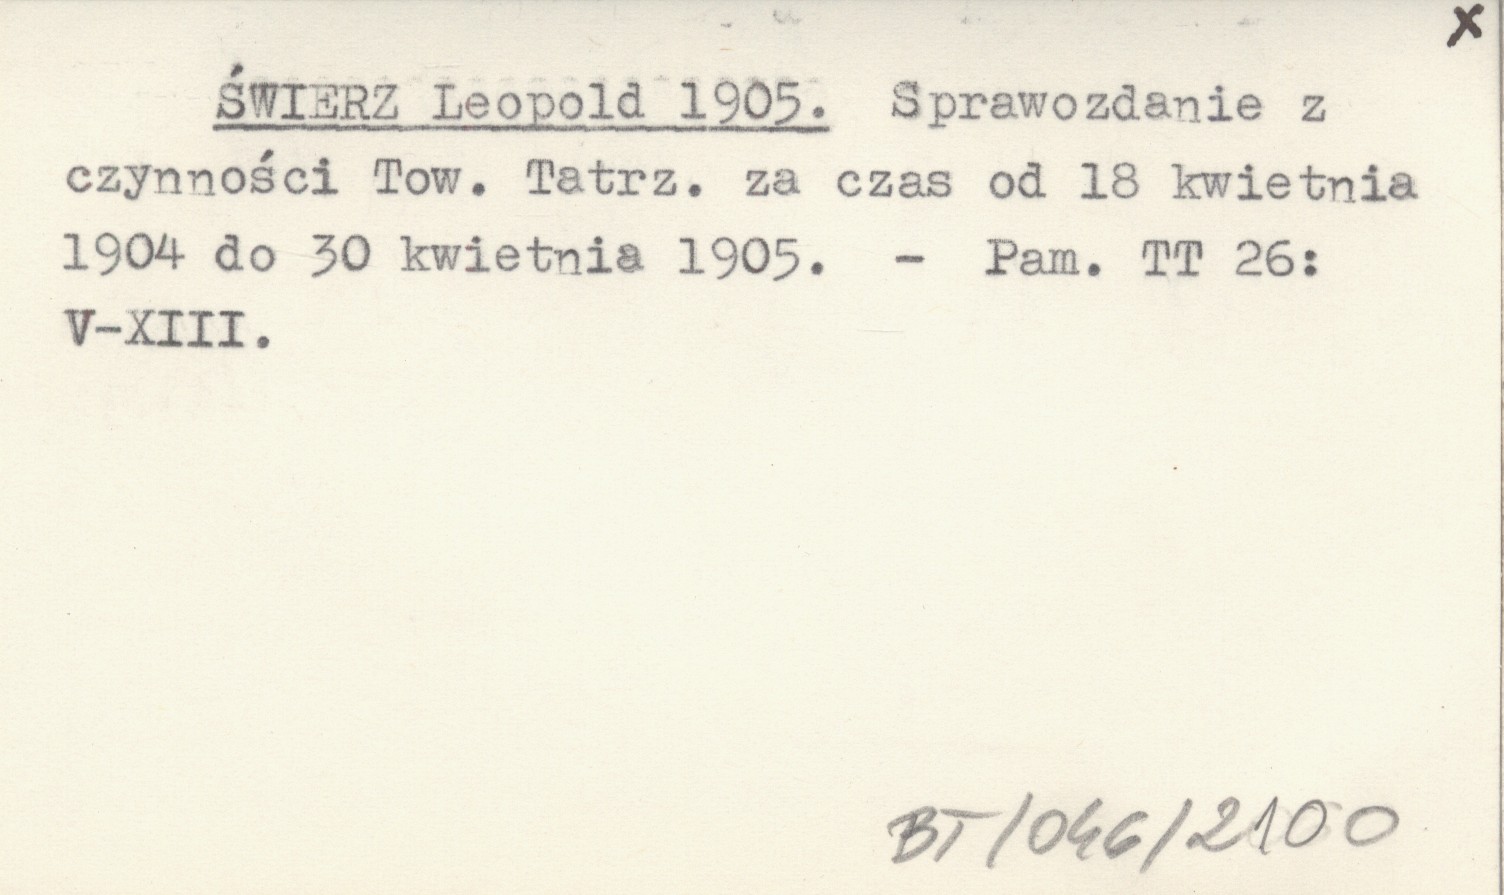 x
ŚWIERZ Leopold 1905. Sprawozdanie z
czynności Tow. Tatrz. za czas od 18 kwietnia
1904 do 30 kwietnia 1905. - Pam. TT 26:
V-XIII.
BT/046/2100